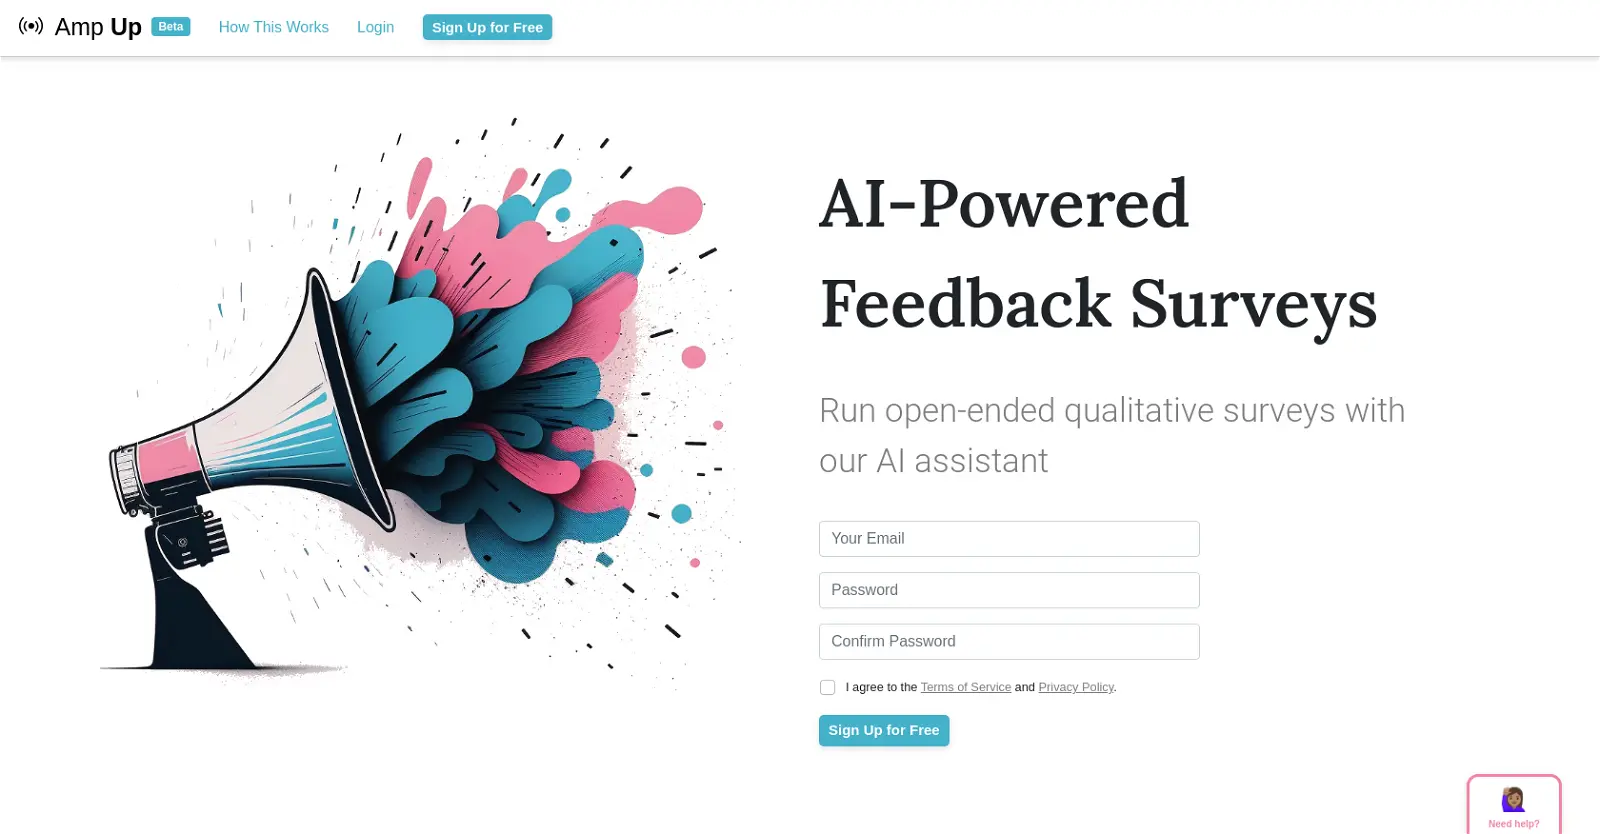 Amp Up Beta How This Works Login Sign Up for Free
AI-Powered
Feedback Surveys
Run open-ended qualitative surveys with
our AI assistant
Your Email
Password
Confirm Password
I agree to the Terms of Service and Privacy Policy.
Sign Up for Free
Need help?